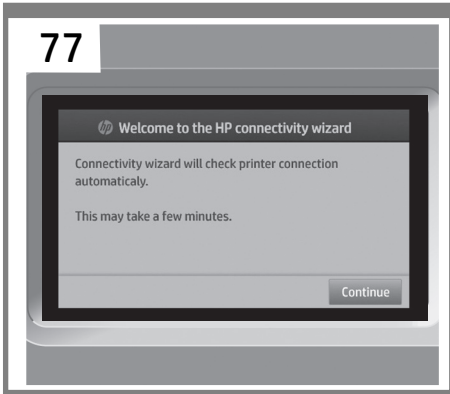 77
Welcome to the HP connectivity wizard
Connectivity wizard will check printer connection
automaticaly.
This may take a few minutes.
Continue